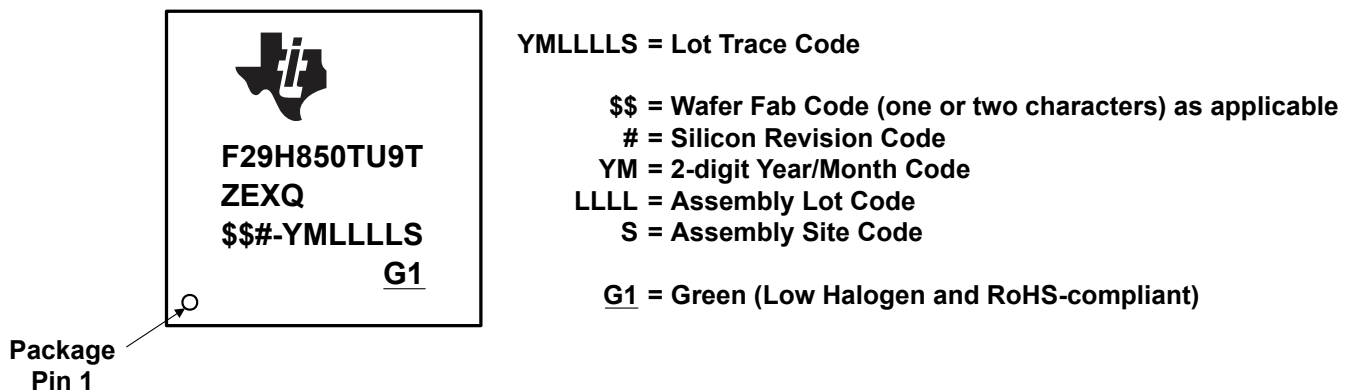 F29H850TU9T
ZEXQ
$$#-YMLLLLS
G1
Package
Pin 1
YMLLLLS = Lot Trace Code
$$ = Wafer Fab Code (one or two characters) as applicable
# = Silicon Revision Code
YM = 2-digit Year/Month Code
LLLL = Assembly Lot Code
S = Assembly Site Code
G1 = Green (Low Halogen and RoHS-compliant)